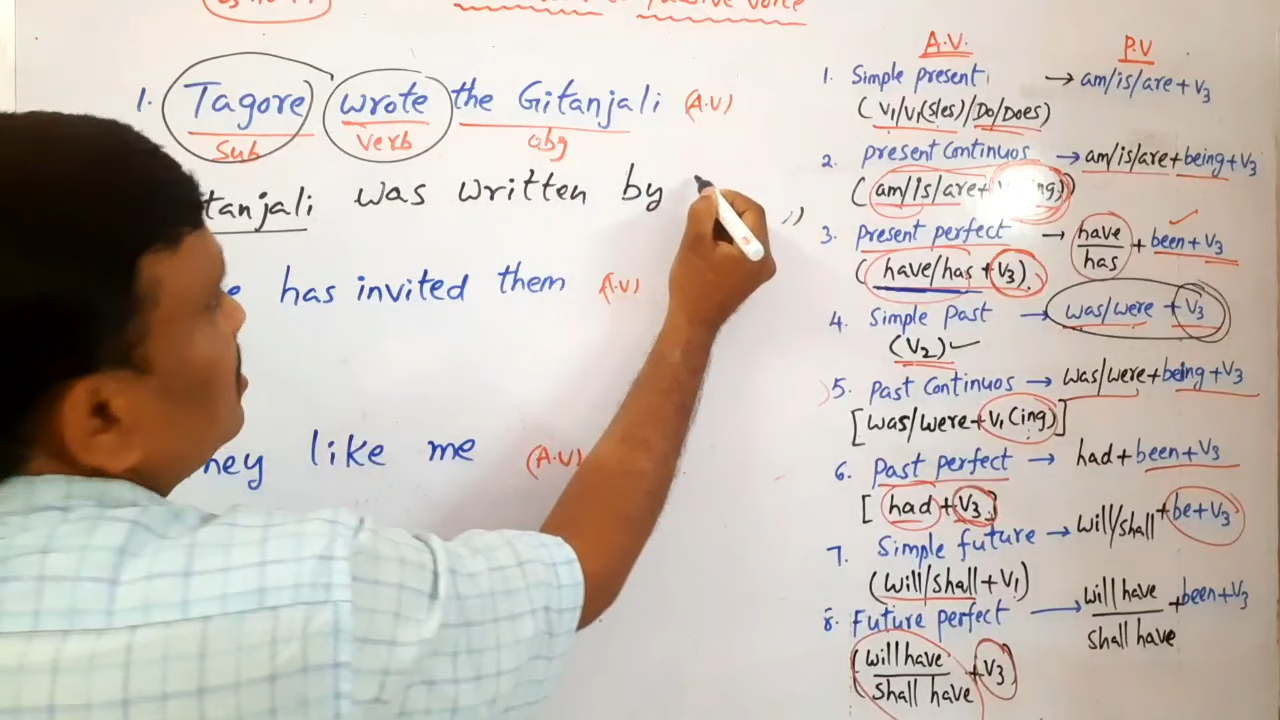 Passive Voice
1. Tagore wrote the Gitanjali (A.V)
Sub verb obg
tanjali was written by
has invited them (A.V)
hey like me (A.V)
A.V. P.V
1. Simple present → am/is/are + V3
(V1/V1(s/es)/Do/Does)
2. present Continuos → am/is/are + being + V3
(am/is/are + ing)
3. Present perfect → have/has + been + V3
(have/has + V3).
4. Simple Past → was/were + V3
(V2) ✓
5. Past Continuos → was/were + being + V3
[was/were + V1(ing)]
6. Past perfect → had + been + V3
[had + V3]
7. Simple future → will/shall + be + V3
(will/shall + V1)
8. Future perfect → will have/shall have + been + V3
(will have/shall have + V3)